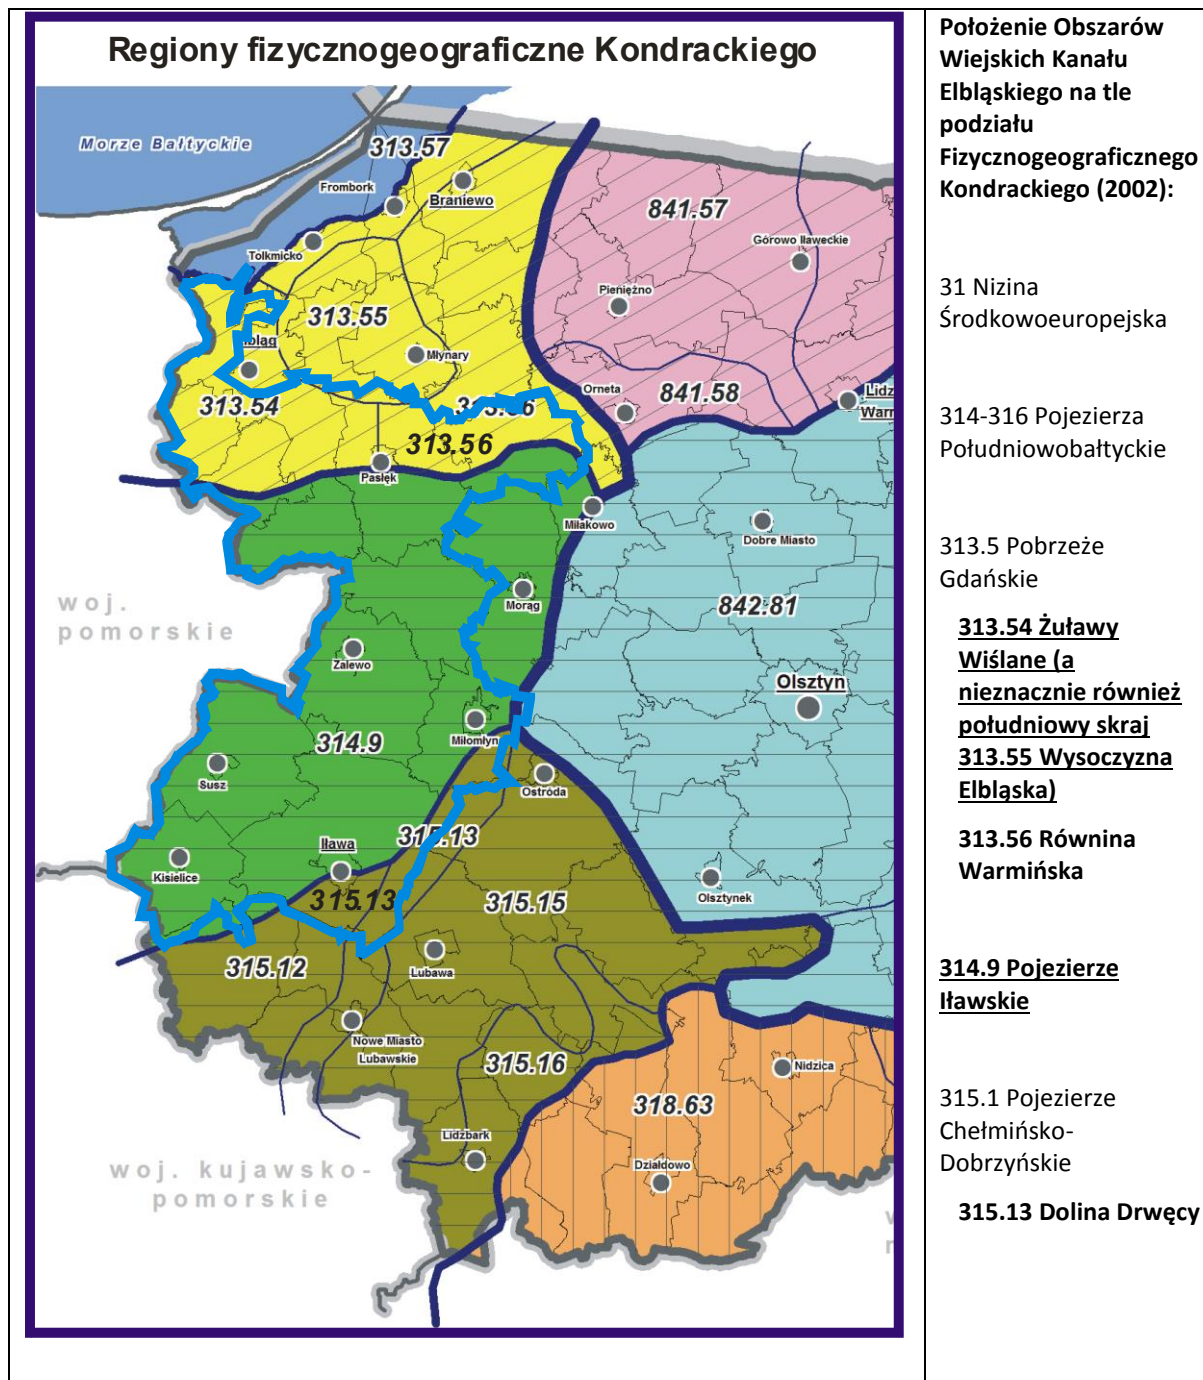 Regiony fizycznogeograficzne Kondrackiego
Morze Bałtyckie
313.57
Frombork
Braniewo
841.57
Tolkmicko
Górowo Iławeckie
Pieniężno
313.55
Młynary
Orneta
841.58
313.54
313.56
Pasłęk
Miłakowo
Dobre Miasto
woj.
pomorskie
Morąg
842.81
Zalewo
Olsztyn
314.9
Miłomłyn
Susz
Ostróda
315.13
Iława
Kisielice
315.13
315.15
Olsztynek
315.12
Lubawa
Nowe Miasto
Lubawskie
315.16
Nidzica
318.63
Lidzbark
woj. kujawsko-
pomorskie
Działdowo
Położenie Obszarów
Wiejskich Kanału
Elbląskiego na tle
podziału
Fizycznogeograficznego
Kondrackiego (2002):
31 Nizina
Środkowoeuropejska
314-316 Pojezierza
Południowobałtyckie
313.5 Pobrzeże
Gdańskie
313.54 Żuławy
Wiślane (a
nieznacznie również
południowy skraj
313.55 Wysoczyzna
Elbląska)
313.56 Równina
Warmińska
314.9 Pojezierze
Iławskie
315.1 Pojezierze
Chełmińsko-
Dobrzyńskie
315.13 Dolina Drwęcy